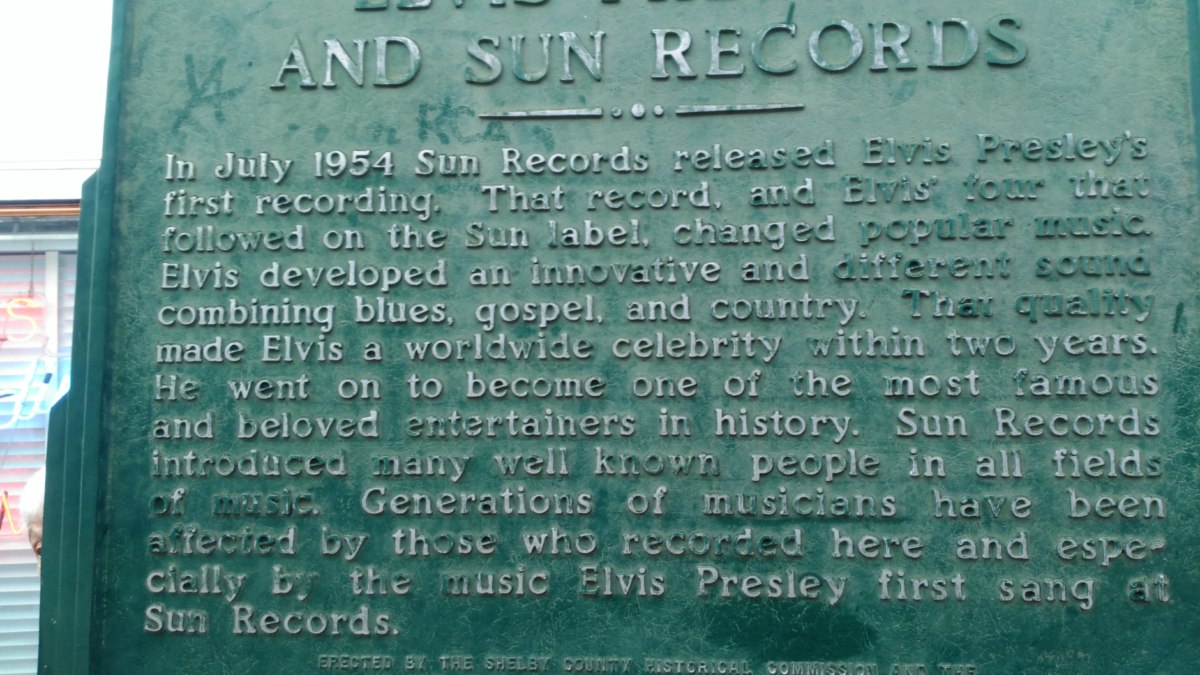 ELVIS PRE
AND SUN RECORDS
RCA
In July 1954 Sun Records released Elvis Presley's
first recording. That record, and Elvis' four that
followed on the Sun label, changed popular music.
Elvis developed an innovative and different sound
combining blues, gospel, and country. That quality
made Elvis a worldwide celebrity within two years.
He went on to become one of the most famous
and beloved entertainers in history. Sun Records
introduced many well known people in all fields
of music. Generations of musicians have been
affected by those who recorded here and espe-
cially by the music Elvis Presley first sang at
Sun Records.
ERECTED BY THE SHELBY COUNTY HISTORICAL COMMISSION AND THE